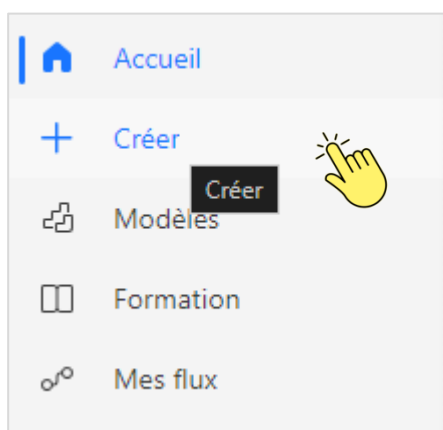 Accueil
Créer
Créer
Modèles
Formation
Mes flux